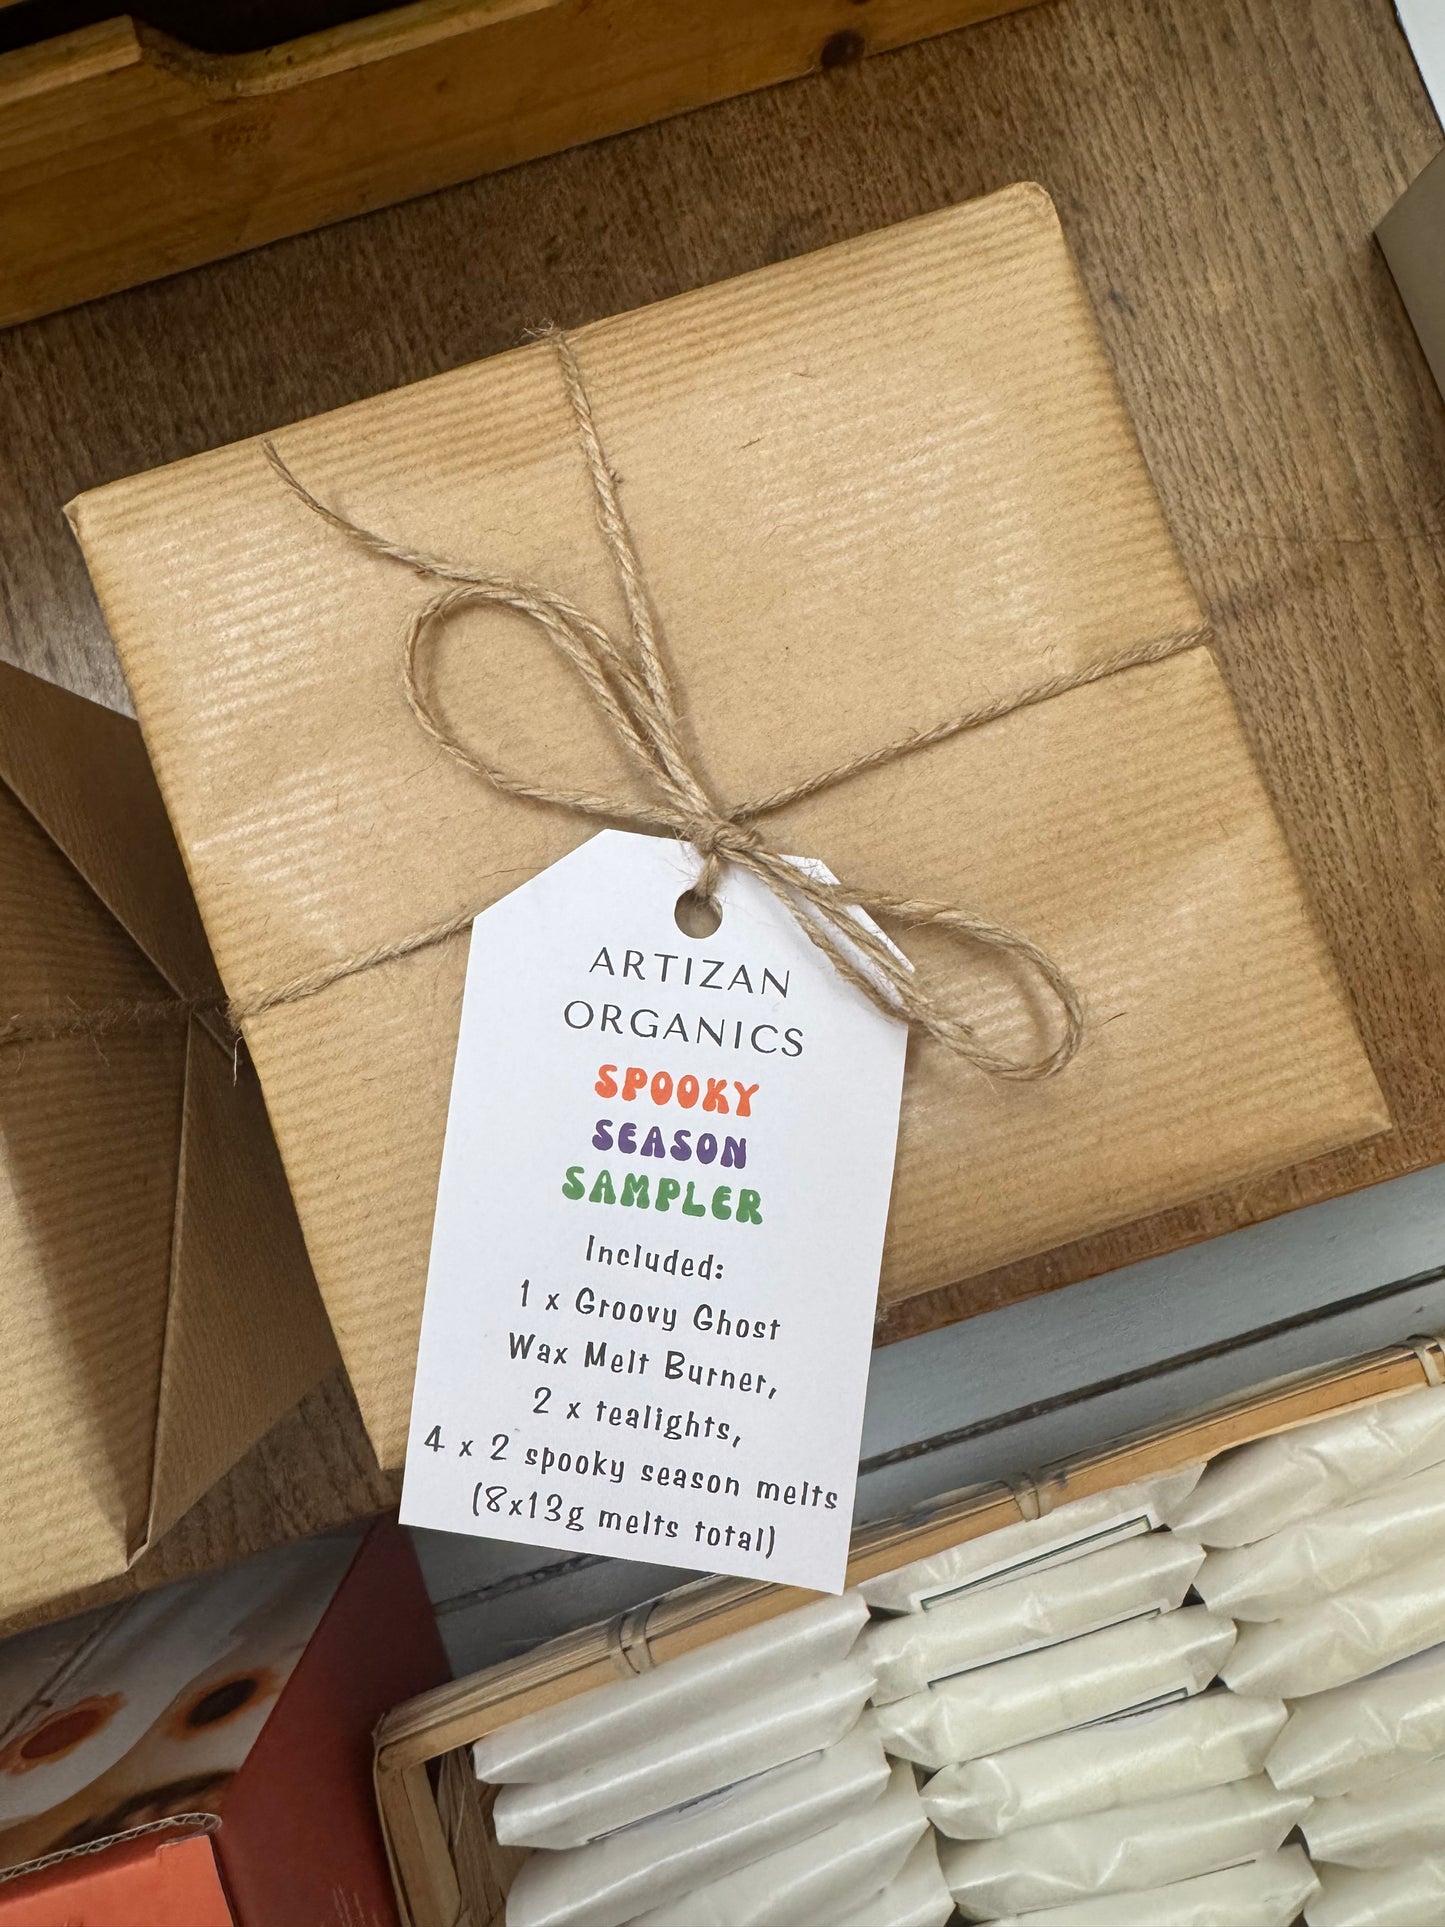 ARTIZAN
ORGANICS
SPOOKY
SEASON
SAMPLER
Included:
1 x Groovy Ghost
Wax Melt Burner,
2 x tealights,
4 x 2 spooky season melts
(8x13g melts total)